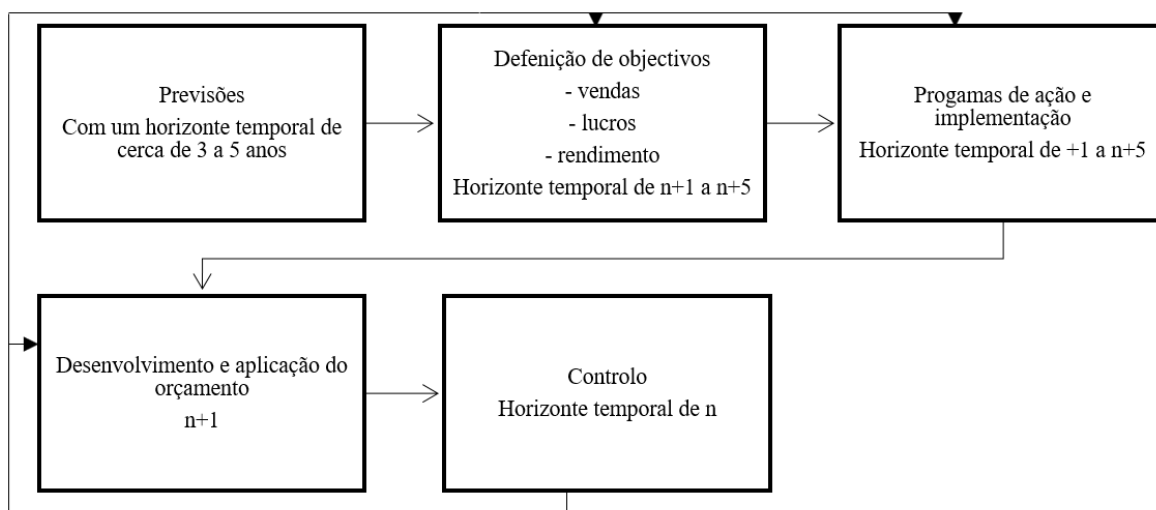 Previsões
Com um horizonte temporal de
cerca de 3 a 5 anos
Defenição de objectivos
- vendas
- lucros
- rendimento
Horizonte temporal de n+1 a n+5
Progamas de ação e
implementação
Horizonte temporal de +1 a n+5
Desenvolvimento e aplicação do
orçamento
n+1
Controlo
Horizonte temporal de n